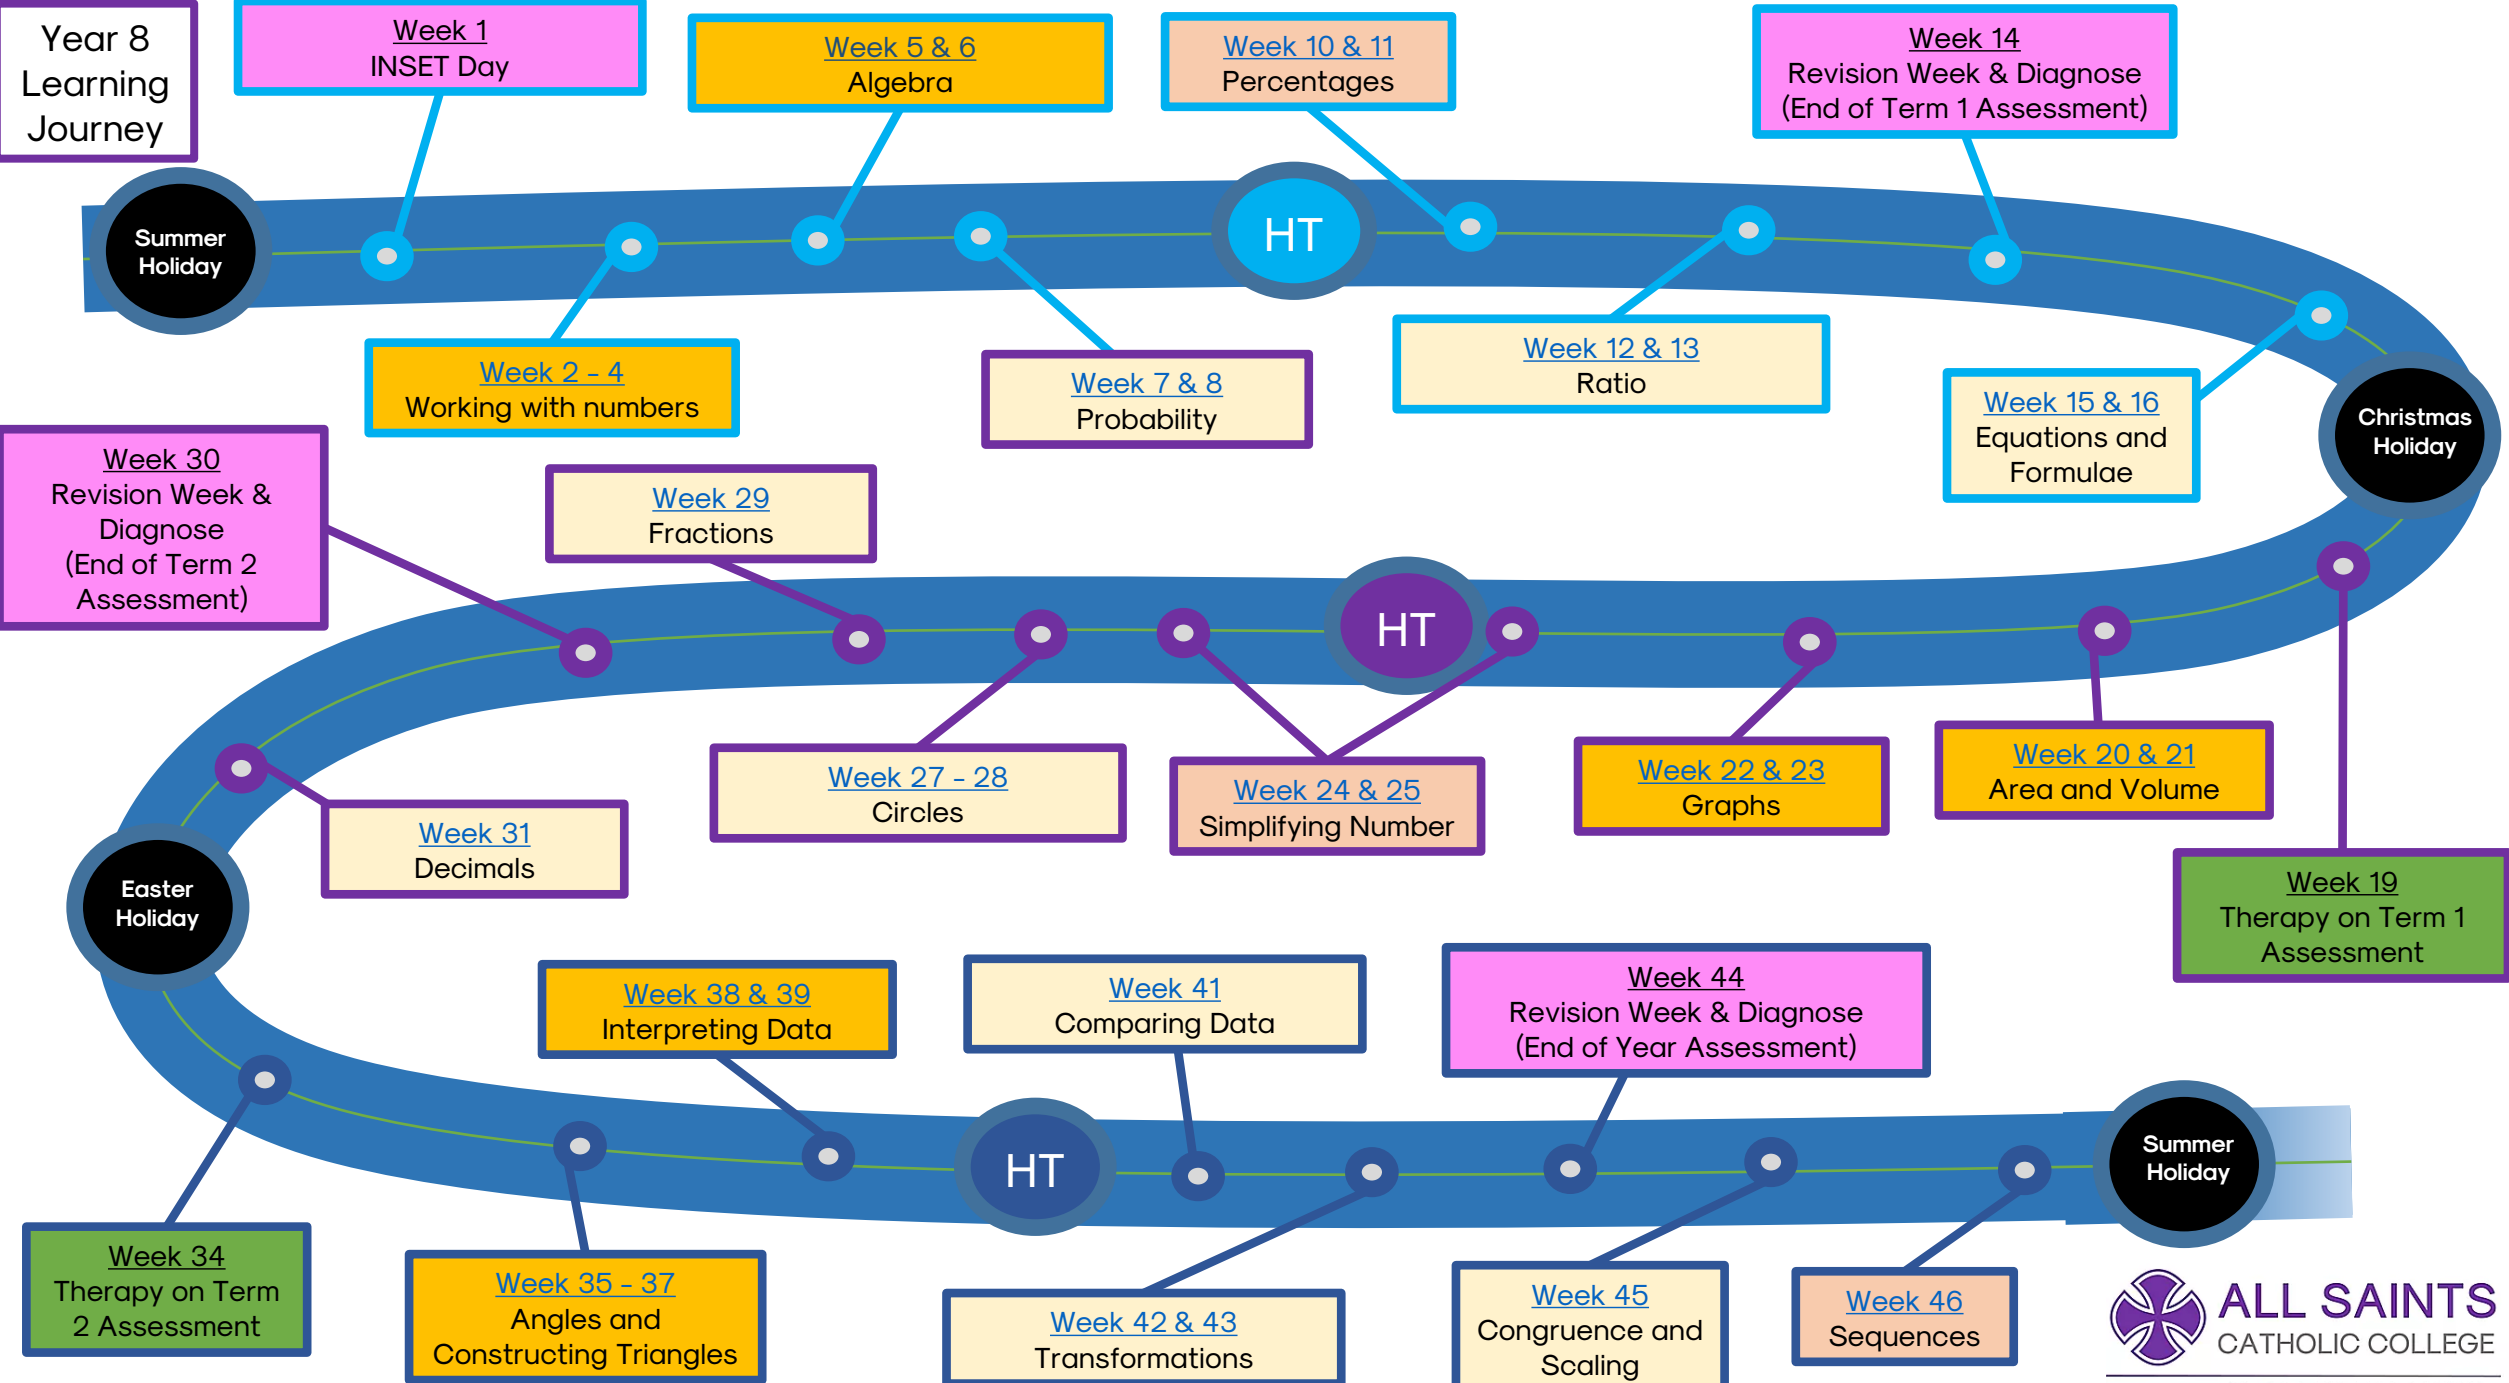 Year 8
Learning
Journey
Week 1
INSET Day
Week 5 & 6
Algebra
Week 10 & 11
Percentages
Week 14
Revision Week & Diagnose
(End of Term 1 Assessment)
Summer
Holiday
HT
Week 2 - 4
Working with numbers
Week 7 & 8
Probability
Week 12 & 13
Ratio
Week 15 & 16
Equations and
Formulae
Christmas
Holiday
Week 30
Revision Week &
Diagnose
(End of Term 2
Assessment)
Week 29
Fractions
HT
Week 31
Decimals
Week 27 - 28
Circles
Week 24 & 25
Simplifying Number
Week 22 & 23
Graphs
Week 20 & 21
Area and Volume
Week 19
Therapy on Term 1
Assessment
Easter
Holiday
Week 38 & 39
Interpreting Data
Week 41
Comparing Data
Week 44
Revision Week & Diagnose
(End of Year Assessment)
HT
Summer
Holiday
Week 34
Therapy on Term
2 Assessment
Week 35 - 37
Angles and
Constructing Triangles
Week 42 & 43
Transformations
Week 45
Congruence and
Scaling
Week 46
Sequences
ALL SAINTS
CATHOLIC COLLEGE